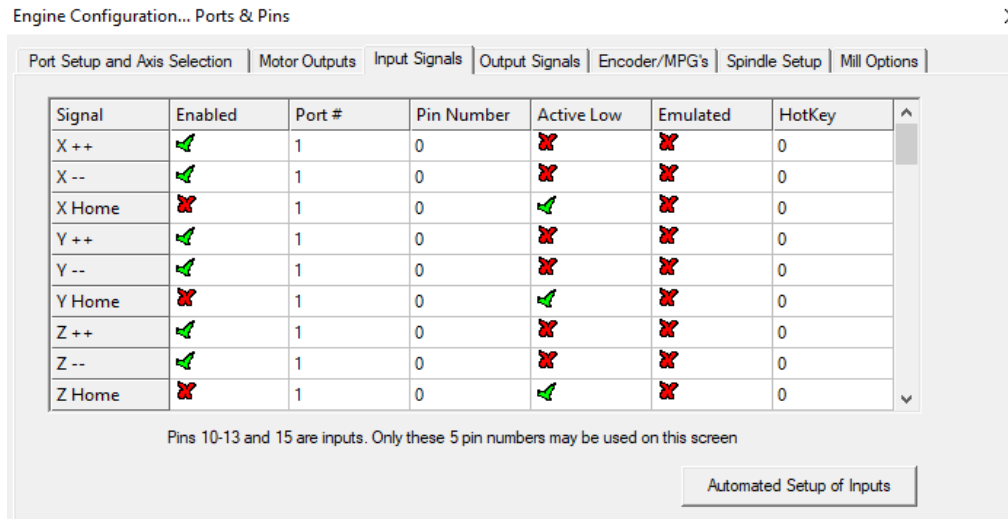 Engine Configuration... Ports & Pins
Port Setup and Axis Selection Motor Outputs Input Signals Output Signals Encoder/MPG's Spindle Setup Mill Options
Signal Enabled Port # Pin Number Active Low Emulated HotKey
X ++ 1 0 0
X -- 1 0 0
X Home 1 0 0
Y ++ 1 0 0
Y -- 1 0 0
Y Home 1 0 0
Z ++ 1 0 0
Z -- 1 0 0
Z Home 1 0 0
Pins 10-13 and 15 are inputs. Only these 5 pin numbers may be used on this screen
Automated Setup of Inputs